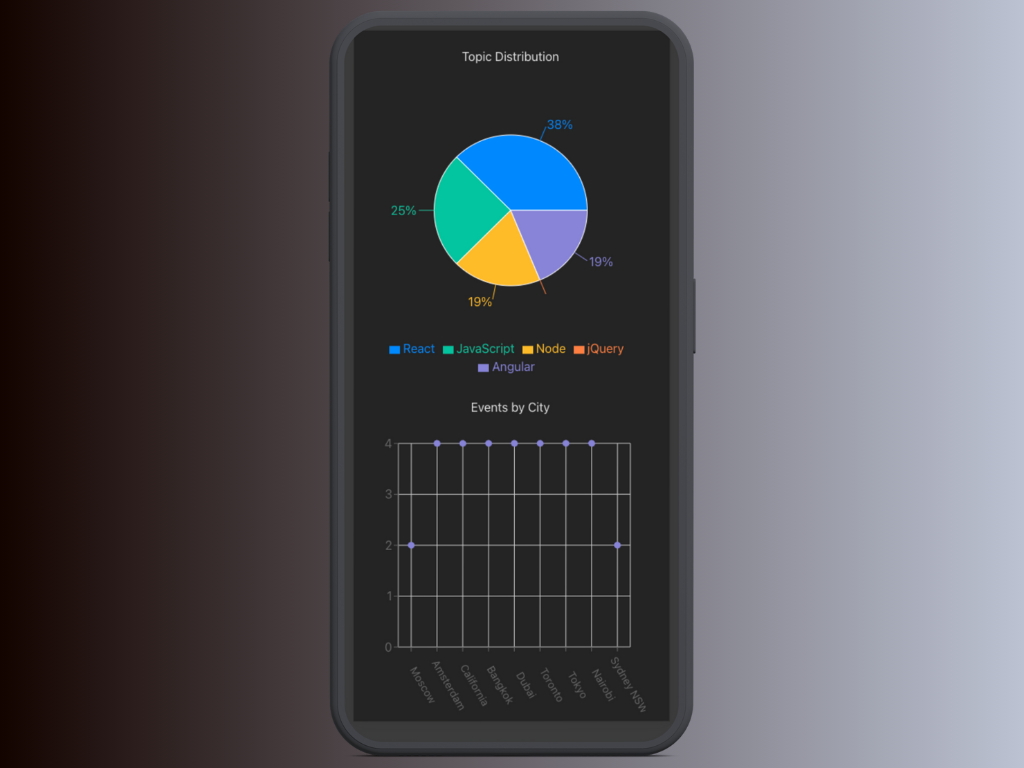 Topic Distribution
38%
25%
19%
19%
React JavaScript Node jQuery
Angular
Events by City
4
3
2
1
0
Moscow Amsterdam California Bangkok Dubai Toronto Tokyo Nairobi Sydney NSW